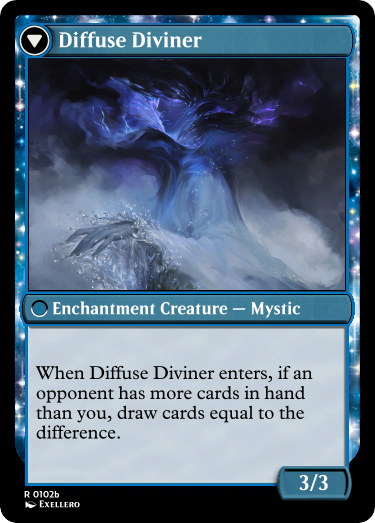 Diffuse Diviner
Enchantment Creature — Mystic
When Diffuse Diviner enters, if an
opponent has more cards in hand
than you, draw cards equal to the
difference.
3/3
R 0102b
Exellero